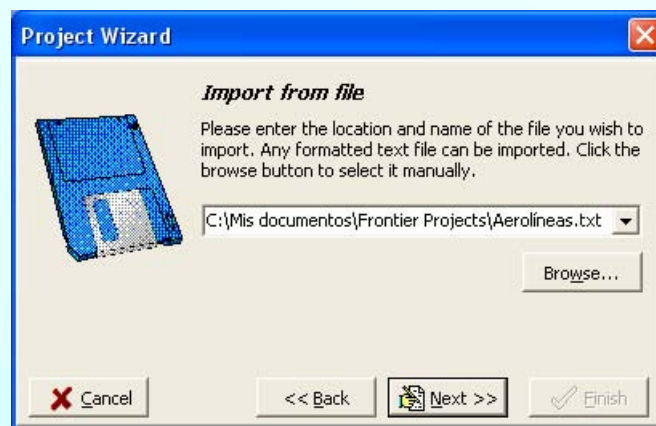 Project Wizard
Import from file
Please enter the location and name of the file you wish to
import. Any formatted text file can be imported. Click the
browse button to select it manually.
C:\Mis documentos\Frontier Projects\Aerolíneas.txt
Browse...
Cancel << Back Next >> Finish